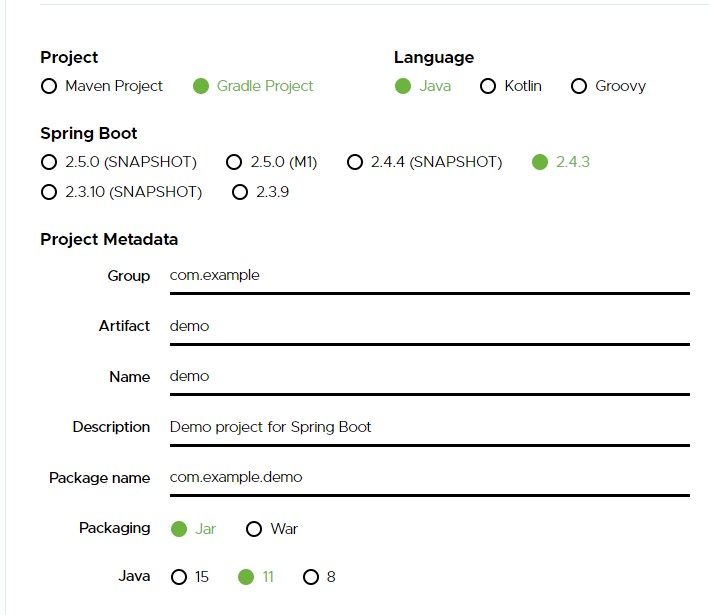 Project Language
Maven Project Gradle Project Java Kotlin Groovy
Spring Boot
2.5.0 (SNAPSHOT) 2.5.0 (M1) 2.4.4 (SNAPSHOT) 2.4.3
2.3.10 (SNAPSHOT) 2.3.9
Project Metadata
Group com.example
Artifact demo
Name demo
Description Demo project for Spring Boot
Package name com.example.demo
Packaging Jar War
Java 15 11 8